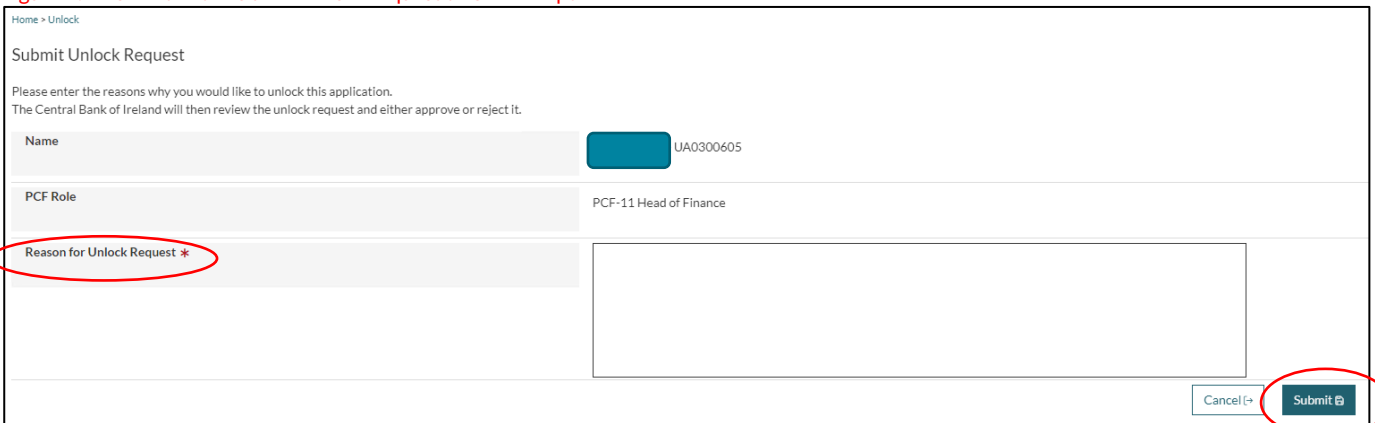 Home > Unlock
Submit Unlock Request
Please enter the reasons why you would like to unlock this application.
The Central Bank of Ireland will then review the unlock request and either approve or reject it.
Name
UA0300605
PCF Role
PCF-11 Head of Finance
Reason for Unlock Request *
Cancel
Submit